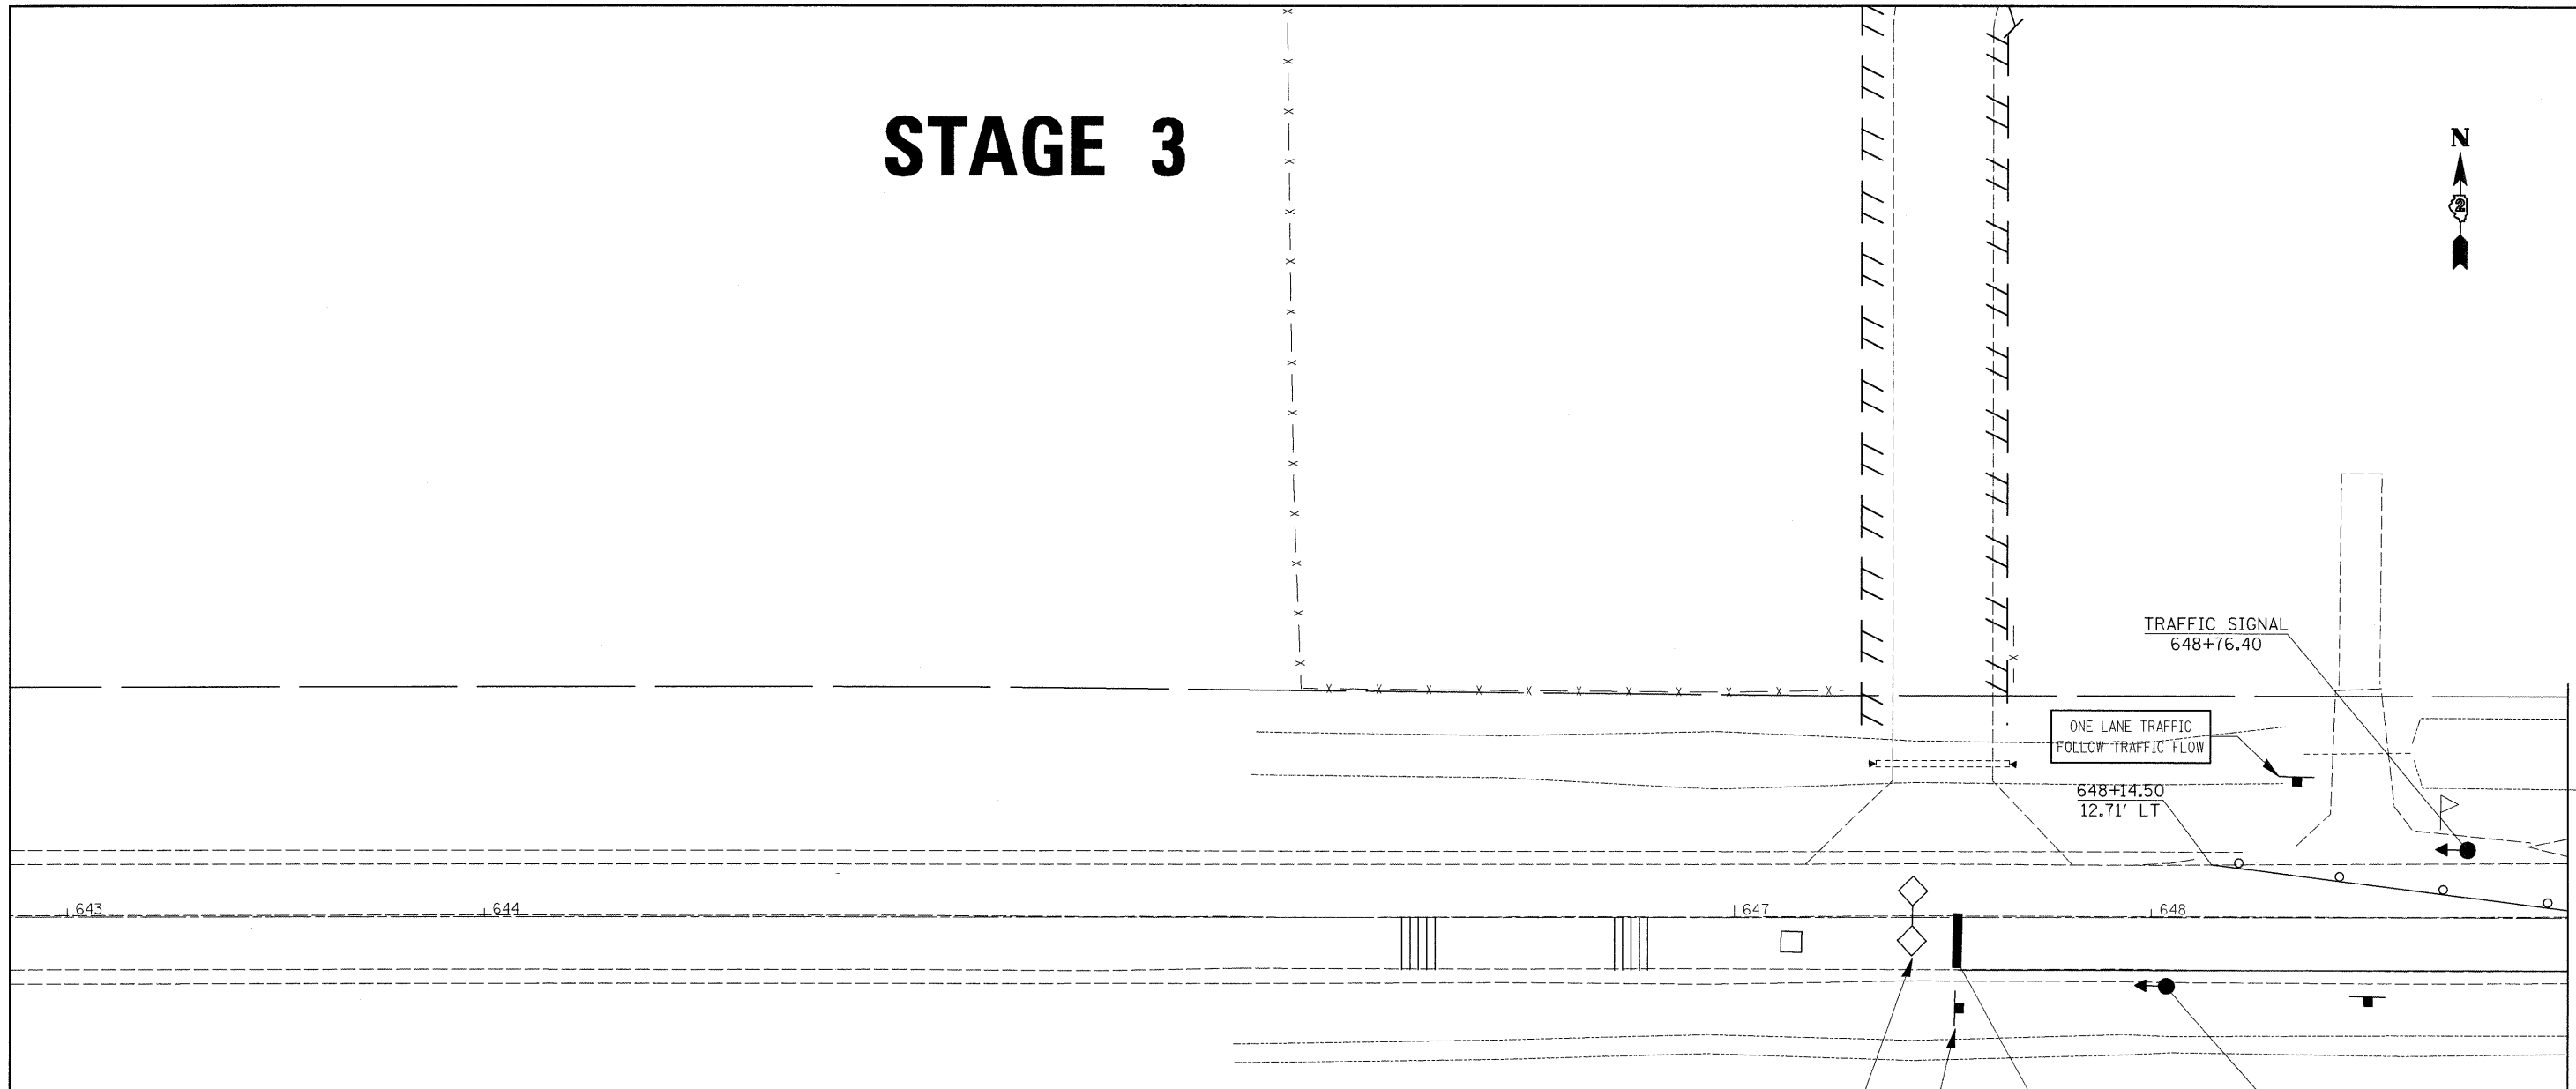 STAGE 3
N
2
TRAFFIC SIGNAL
648+76.40
ONE LANE TRAFFIC
FOLLOW TRAFFIC FLOW
648+14.50
12.71' LT
643
644
647
648